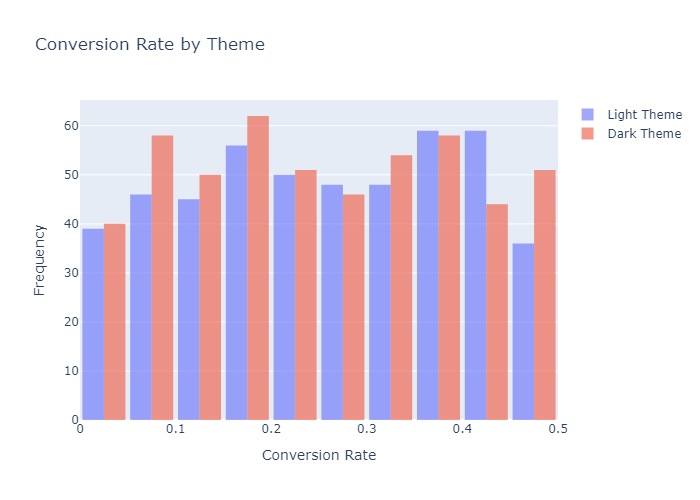 Conversion Rate by Theme
Light Theme
Dark Theme
60
50
40
30
20
10
0
Frequency
0 0.1 0.2 0.3 0.4 0.5
Conversion Rate